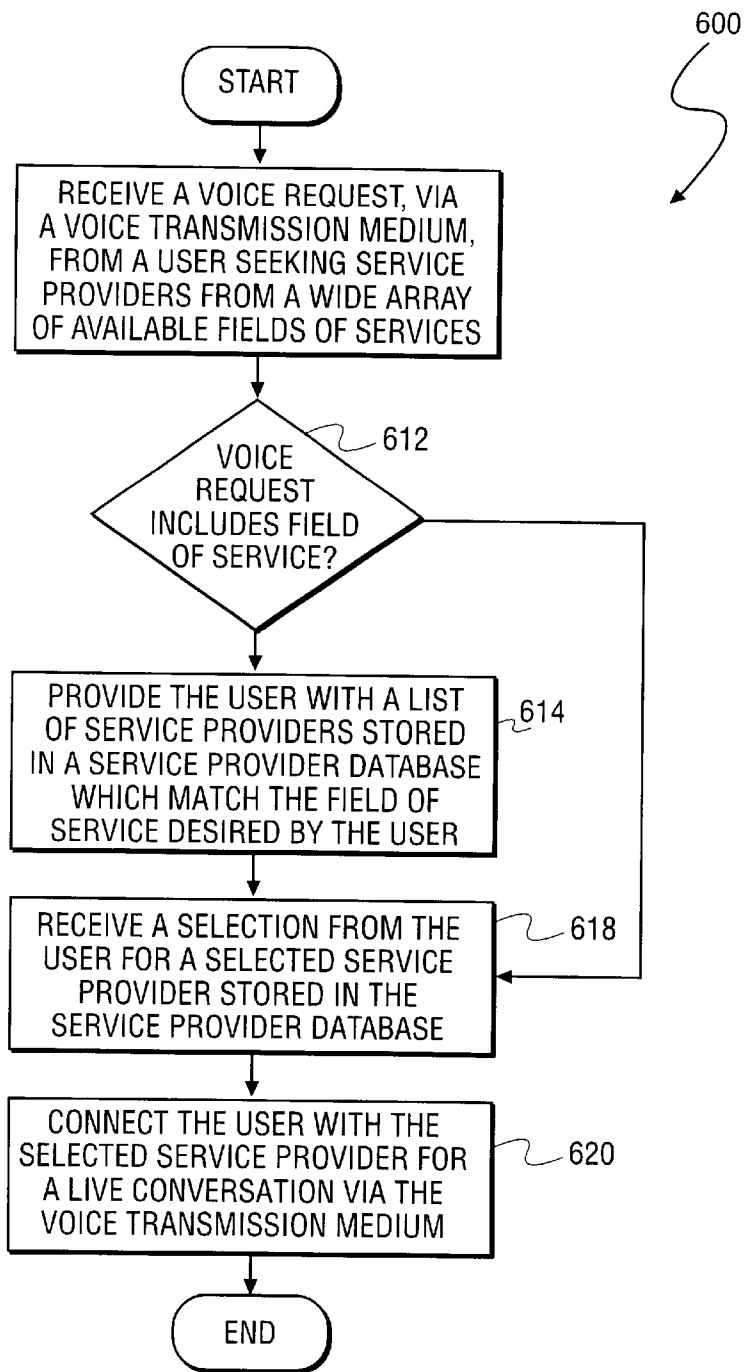 600
START
RECEIVE A VOICE REQUEST, VIA
A VOICE TRANSMISSION MEDIUM,
FROM A USER SEEKING SERVICE
PROVIDERS FROM A WIDE ARRAY
OF AVAILABLE FIELDS OF SERVICES
612
VOICE
REQUEST
INCLUDES FIELD
OF SERVICE?
PROVIDE THE USER WITH A LIST
OF SERVICE PROVIDERS STORED
IN A SERVICE PROVIDER DATABASE
WHICH MATCH THE FIELD OF
SERVICE DESIRED BY THE USER
614
RECEIVE A SELECTION FROM THE
USER FOR A SELECTED SERVICE
PROVIDER STORED IN THE
SERVICE PROVIDER DATABASE
618
CONNECT THE USER WITH THE
SELECTED SERVICE PROVIDER FOR
A LIVE CONVERSATION VIA THE
VOICE TRANSMISSION MEDIUM
620
END